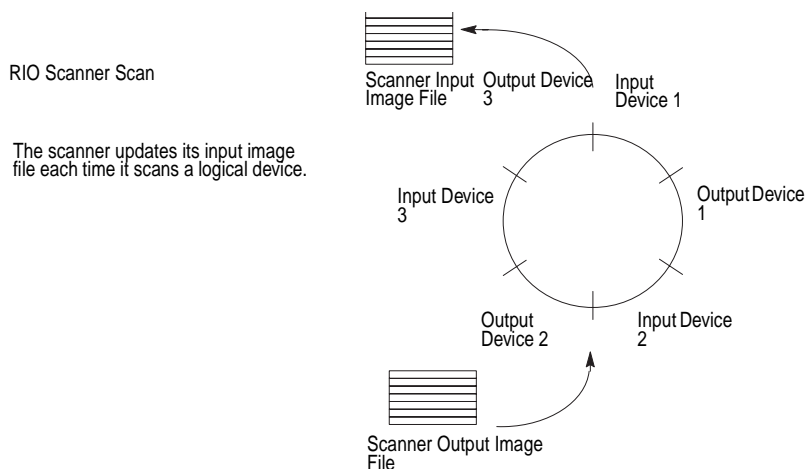 RIO Scanner Scan
The scanner updates its input image
file each time it scans a logical device.
Scanner Input
Image File
Output Device
3
Input
Device 1
Input Device
3
Output Device
1
Output
Device 2
Input Device
2
Scanner Output Image
File